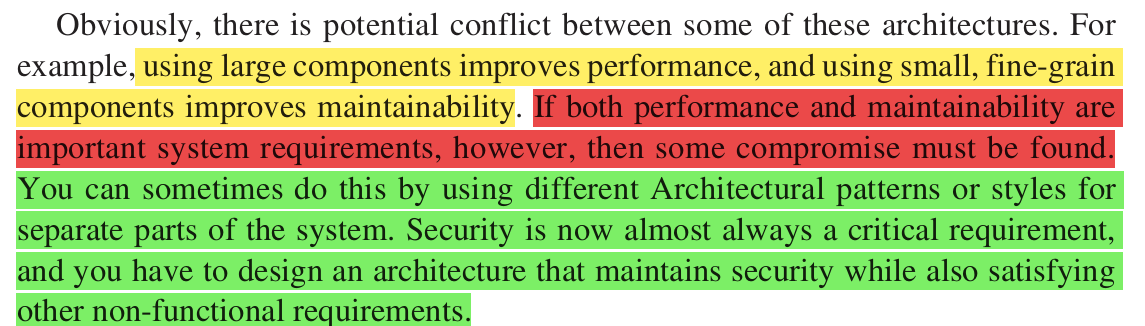 Obviously, there is potential conflict between some of these architectures. For
example, using large components improves performance, and using small, fine-grain
components improves maintainability. If both performance and maintainability are
important system requirements, however, then some compromise must be found.
You can sometimes do this by using different Architectural patterns or styles for
separate parts of the system. Security is now almost always a critical requirement,
and you have to design an architecture that maintains security while also satisfying
other non-functional requirements.